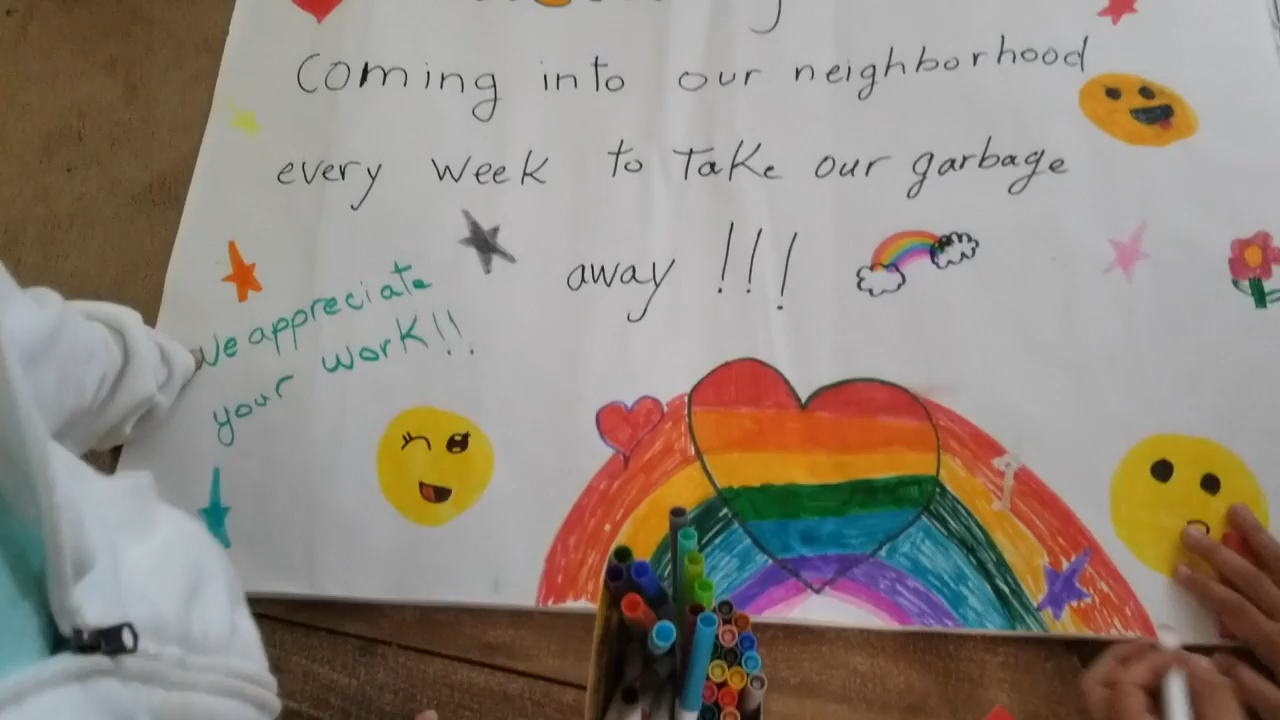 coming into our neighborhood
every week to take our garbage
away !!!
We appreciate
your work!!